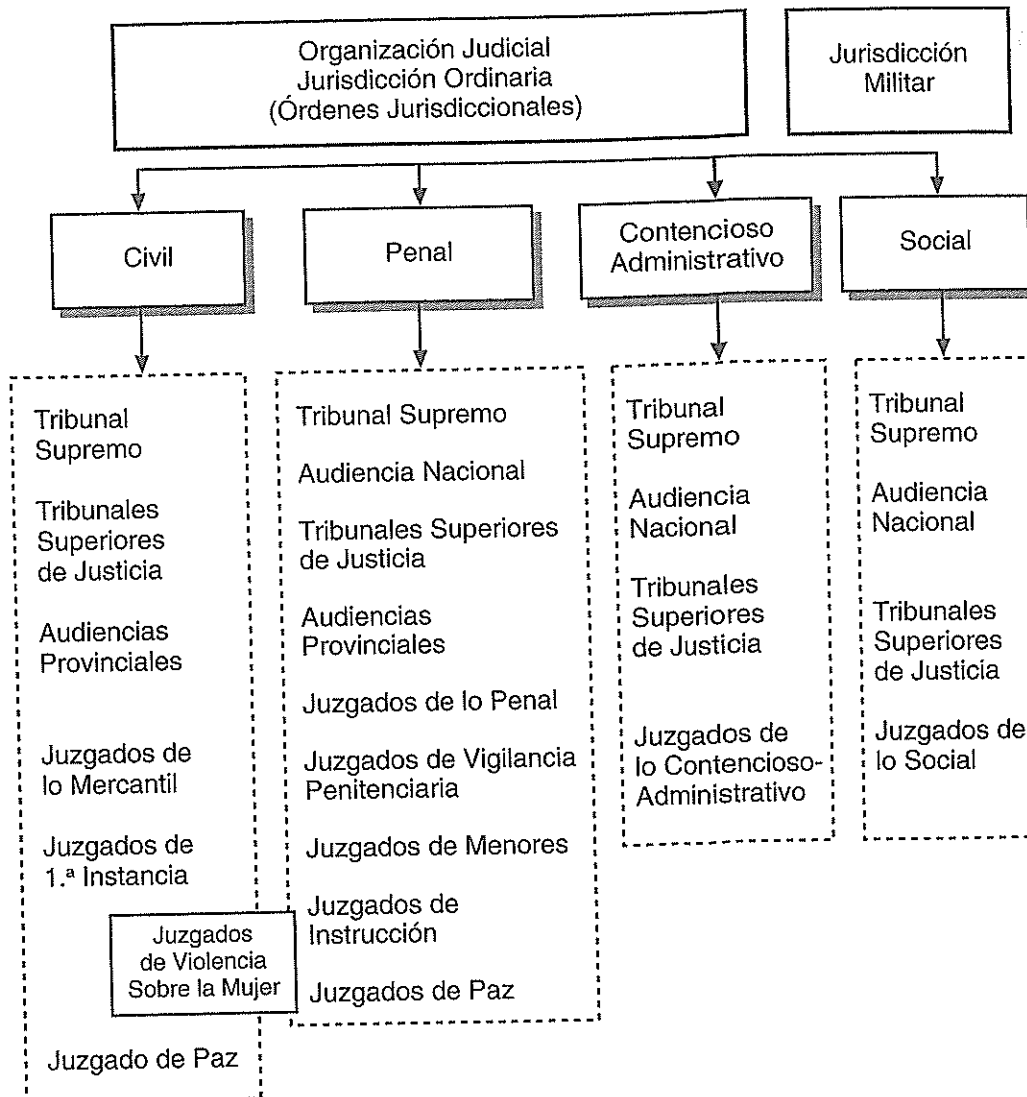 Organización Judicial
Jurisdicción Ordinaria
(Órdenes Jurisdiccionales)
Jurisdicción
Militar
Civil
Penal
Contencioso
Administrativo
Social
Tribunal
Supremo
Tribunales
Superiores
de Justicia
Audiencias
Provinciales
Juzgados de
lo Mercantil
Juzgados de
1.ª Instancia
Juzgados
de Violencia
Sobre la Mujer
Juzgado de Paz
Tribunal Supremo
Audiencia Nacional
Tribunales Superiores
de Justicia
Audiencias
Provinciales
Juzgados de lo Penal
Juzgados de Vigilancia
Penitenciaria
Juzgados de Menores
Juzgados de
Instrucción
Juzgados de Paz
Tribunal
Supremo
Audiencia
Nacional
Tribunales
Superiores
de Justicia
Juzgados de
lo Contencioso-
Administrativo
Tribunal
Supremo
Audiencia
Nacional
Tribunales
Superiores
de Justicia
Juzgados de
lo Social